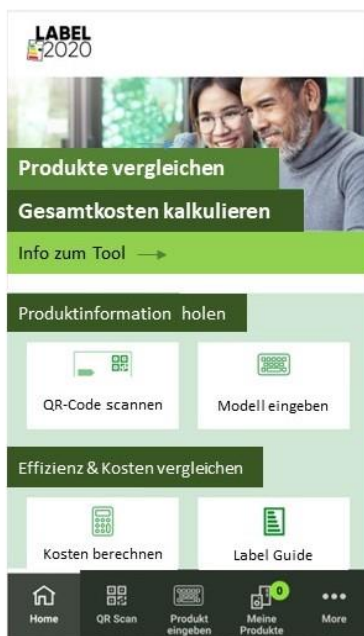 LABEL
2020
Produkte vergleichen
Gesamtkosten kalkulieren
Info zum Tool
Produktinformation holen
QR-Code scannen
Modell eingeben
Effizienz & Kosten vergleichen
Kosten berechnen
Label Guide
0
Home
QR Scan
Produkt
eingeben
Meine
Produkte
More